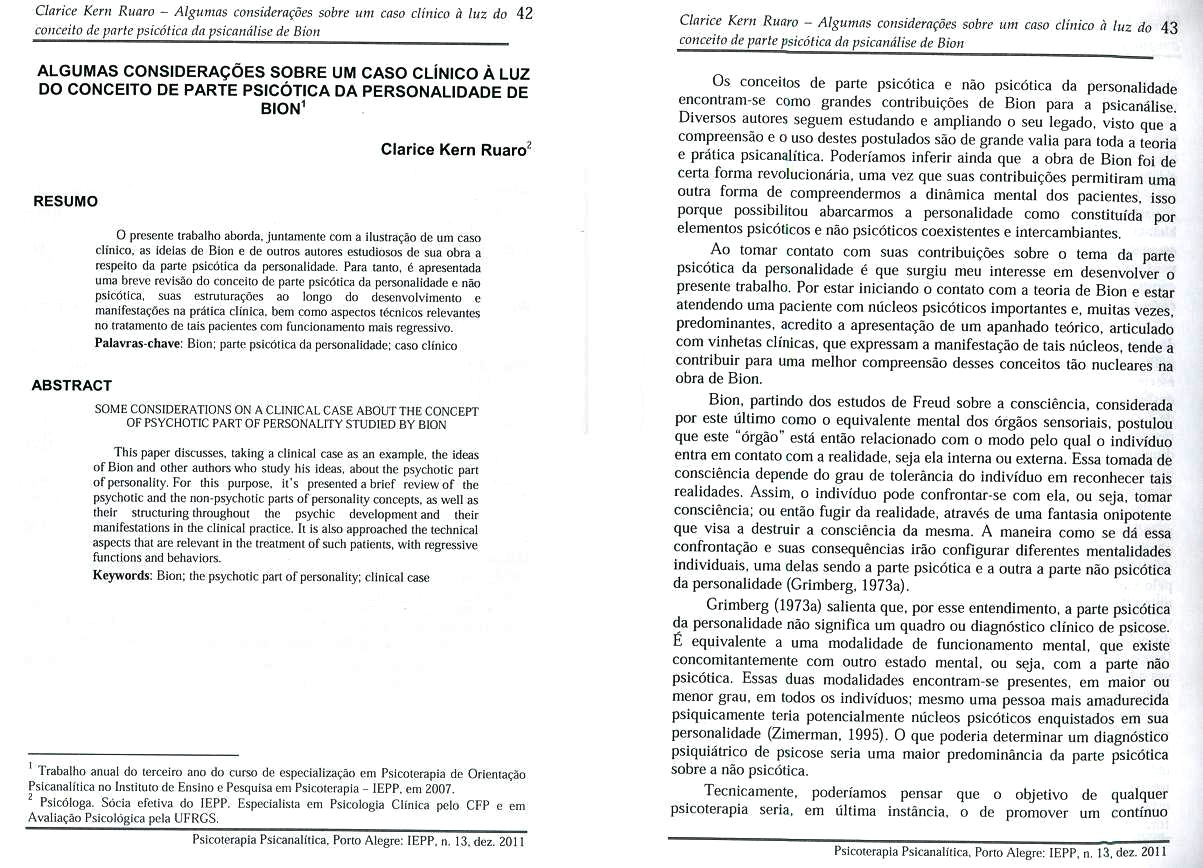 Clarice Kern Ruaro – Algumas considerações sobre um caso clínico à luz do 42
conceito de parte psicótica da psicanálise de Bion
ALGUMAS CONSIDERAÇÕES SOBRE UM CASO CLÍNICO À LUZ
DO CONCEITO DE PARTE PSICÓTICA DA PERSONALIDADE DE
BION¹
Clarice Kern Ruaro²
RESUMO
O presente trabalho aborda, juntamente com a ilustração de um caso
clínico, as ideias de Bion e de outros autores estudiosos de sua obra a
respeito da parte psicótica da personalidade. Para tanto, é apresentada
uma breve revisão do conceito de parte psicótica da personalidade e não
psicótica, suas estruturações ao longo do desenvolvimento e
manifestações na prática clínica, bem como aspectos técnicos relevantes
no tratamento de tais pacientes com funcionamento mais regressivo.
Palavras-chave: Bion; parte psicótica da personalidade; caso clínico
ABSTRACT
SOME CONSIDERATIONS ON A CLINICAL CASE ABOUT THE CONCEPT
OF PSYCHOTIC PART OF PERSONALITY STUDIED BY BION
This paper discusses, taking a clinical case as an example, the ideas
of Bion and other authors who study his ideas, about the psychotic part
of personality. For this purpose, it's presented a brief review of the
psychotic and the non-psychotic parts of personality concepts, as well as
their structuring throughout the psychic development and their
manifestations in the clinical practice. It is also approached the technical
aspects that are relevant in the treatment of such patients, with regressive
functions and behaviors.
Keywords: Bion; the psychotic part of personality; clinical case
¹ Trabalho anual do terceiro ano do curso de especialização em Psicoterapia de Orientação
Psicanalítica no Instituto de Ensino e Pesquisa em Psicoterapia – IEPP, em 2007.
² Psicóloga. Sócia efetiva do IEPP. Especialista em Psicologia Clínica pelo CFP e em
Avaliação Psicológica pela UFRGS.
Psicoterapia Psicanalítica, Porto Alegre: IEPP, n. 13, dez. 2011
Clarice Kern Ruaro – Algumas considerações sobre um caso clínico à luz do 43
conceito de parte psicótica da psicanálise de Bion
Os conceitos de parte psicótica e não psicótica da personalidade
encontram-se como grandes contribuições de Bion para a psicanálise.
Diversos autores seguem estudando e ampliando o seu legado, visto que a
compreensão e o uso destes postulados são de grande valia para toda a teoria
e prática psicanalítica. Poderíamos inferir ainda que a obra de Bion foi de
certa forma revolucionária, uma vez que suas contribuições permitiram uma
outra forma de compreendermos a dinâmica mental dos pacientes, isso
porque possibilitou abarcarmos a personalidade como constituída por
elementos psicóticos e não psicóticos coexistentes e intercambiantes.
Ao tomar contato com suas contribuições sobre o tema da parte
psicótica da personalidade é que surgiu meu interesse em desenvolver o
presente trabalho. Por estar iniciando o contato com a teoria de Bion e estar
atendendo uma paciente com núcleos psicóticos importantes e, muitas vezes,
predominantes, acredito a apresentação de um apanhado teórico, articulado
com vinhetas clínicas, que expressam a manifestação de tais núcleos, tende a
contribuir para uma melhor compreensão desses conceitos tão nucleares na
obra de Bion.
Bion, partindo dos estudos de Freud sobre a consciência, considerada
por este último como o equivalente mental dos órgãos sensoriais, postulou
que este “órgão” está então relacionado com o modo pelo qual o indivíduo
entra em contato com a realidade, seja ela interna ou externa. Essa tomada de
consciência depende do grau de tolerância do indivíduo em reconhecer tais
realidades. Assim, o indivíduo pode confrontar-se com ela, ou seja, tomar
consciência; ou então fugir da realidade, através de uma fantasia onipotente
que visa a destruir a consciência da mesma. A maneira como se dá essa
confrontação e suas consequências irão configurar diferentes mentalidades
individuais, uma delas sendo a parte psicótica e a outra a parte não psicótica
da personalidade (Grimberg, 1973a).
Grimberg (1973a) salienta que, por esse entendimento, a parte psicótica
da personalidade não significa um quadro ou diagnóstico clínico de psicose.
É equivalente a uma modalidade de funcionamento mental, que existe
concomitantemente com outro estado mental, ou seja, com a parte não
psicótica. Essas duas modalidades encontram-se presentes, em maior ou
menor grau, em todos os indivíduos; mesmo uma pessoa mais amadurecida
psiquicamente teria potencialmente núcleos psicóticos enquistados em sua
personalidade (Zimerman, 1995). O que poderia determinar um diagnóstico
psiquiátrico de psicose seria uma maior predominância da parte psicótica
sobre a não psicótica.
Tecnicamente, poderíamos pensar que o objetivo de qualquer
psicoterapia seria, em última instância, o de promover um contínuo
Psicoterapia Psicanalítica, Porto Alegre: IEPP, n. 13, dez. 2011